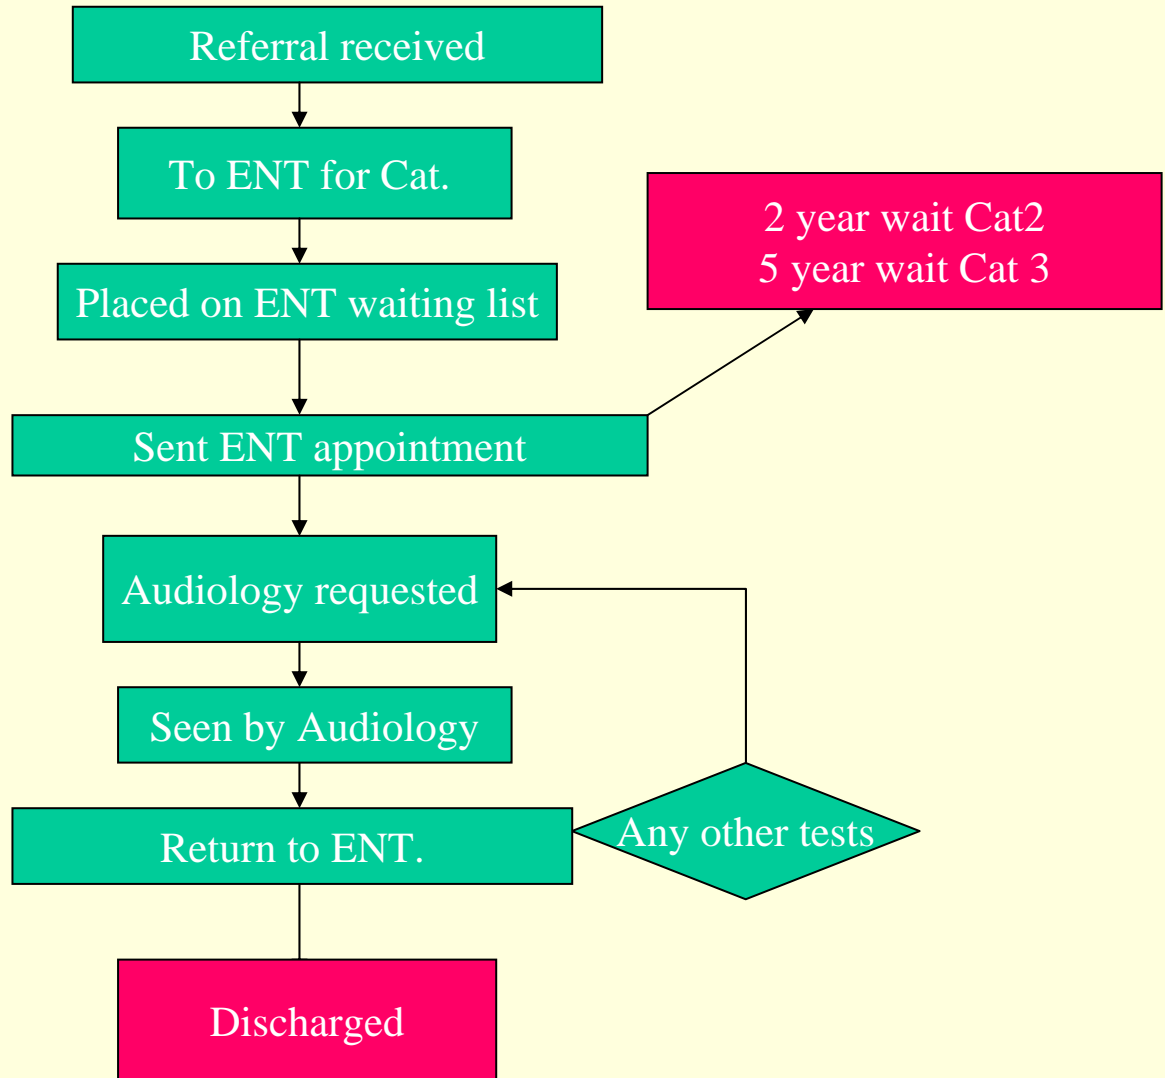 Referral received
To ENT for Cat.
2 year wait Cat2
5 year wait Cat 3
Placed on ENT waiting list
Sent ENT appointment
Audiology requested
Seen by Audiology
Return to ENT.
Any other tests
Discharged